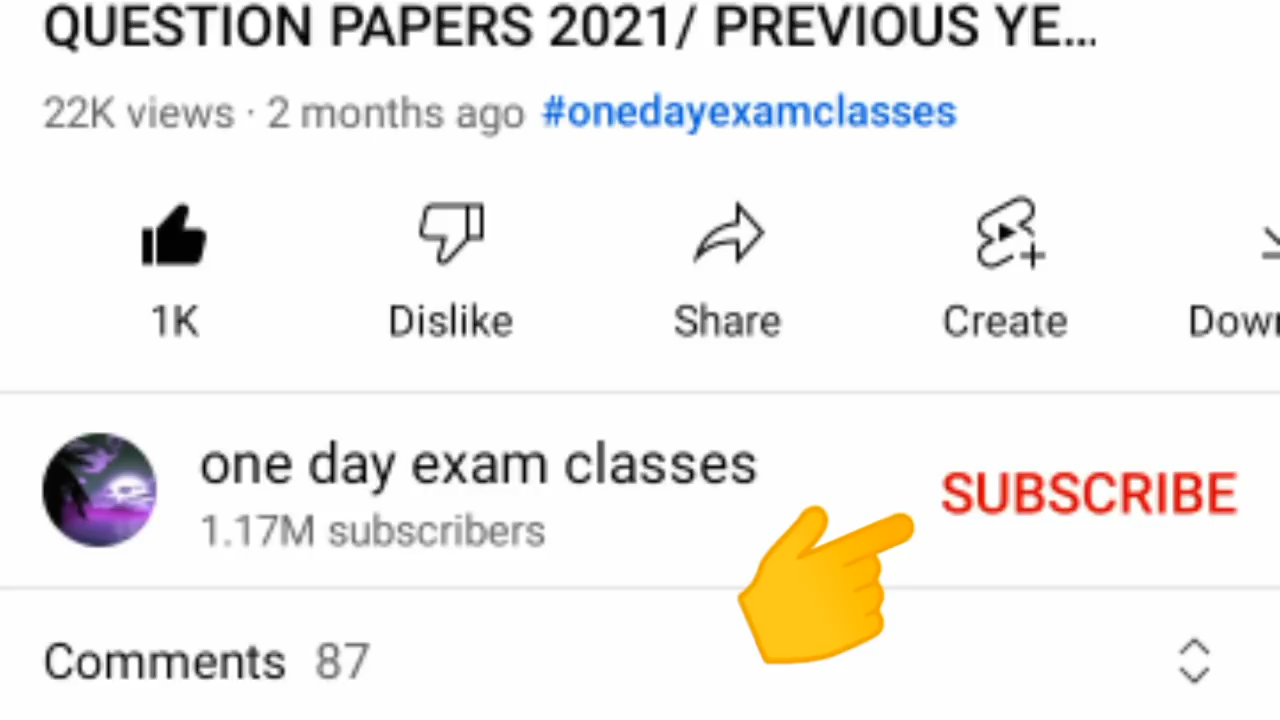 QUESTION PAPERS 2021/ PREVIOUS YE...
22K views · 2 months ago #onedayexamclasses
1K Dislike Share Create
one day exam classes SUBSCRIBE
1.17M subscribers
Comments 87